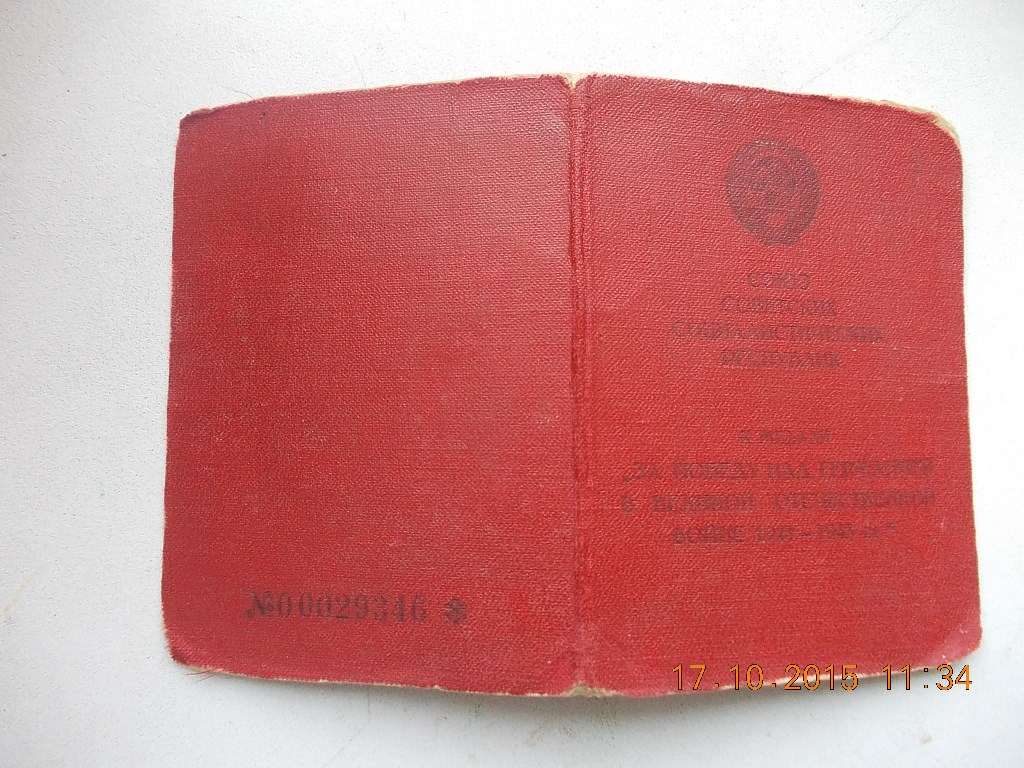 СОЮЗ
СОВЕТСКИХ
СОЦИАЛИСТИЧЕСКИХ
РЕСПУБЛИК
К МЕДАЛИ
„ЗА ПОБЕДУ НАД ГЕРМАНИЕЙ
В ВЕЛИКОЙ ОТЕЧЕСТВЕННОЙ
ВОЙНЕ 1941–1945 гг“
№00029346
17.10.2015 11:34